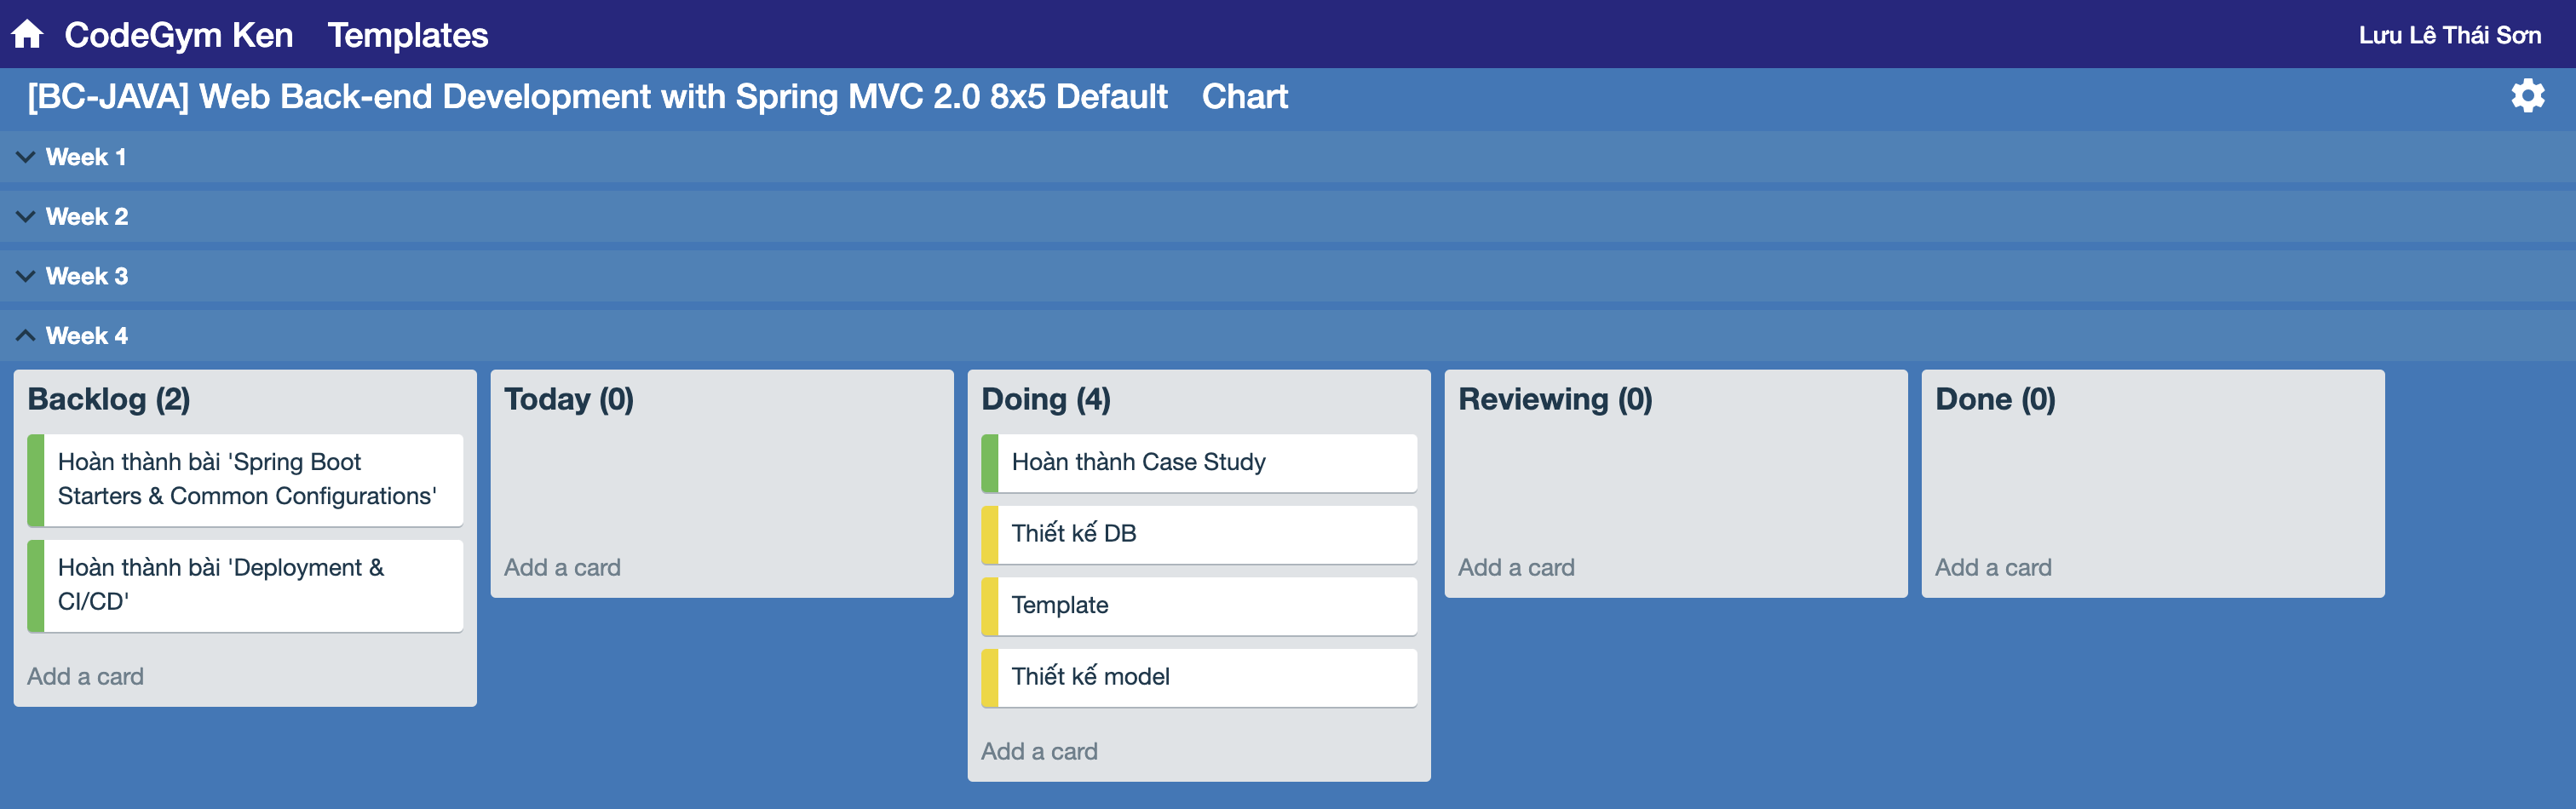 CodeGym Ken Templates Lưu Lê Thái Sơn
[BC-JAVA] Web Back-end Development with Spring MVC 2.0 8x5 Default Chart
Week 1
Week 2
Week 3
Week 4
Backlog (2)
Hoàn thành bài 'Spring Boot
Starters & Common Configurations'
Hoàn thành bài 'Deployment &
CI/CD'
Add a card
Today (0)
Add a card
Doing (4)
Hoàn thành Case Study
Thiết kế DB
Template
Thiết kế model
Add a card
Reviewing (0)
Add a card
Done (0)
Add a card